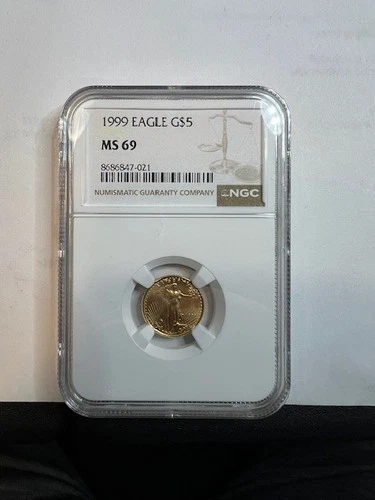 1999 EAGLE G$5
MS 69
8686847-021
NUMISMATIC GUARANTY COMPANY
NGC